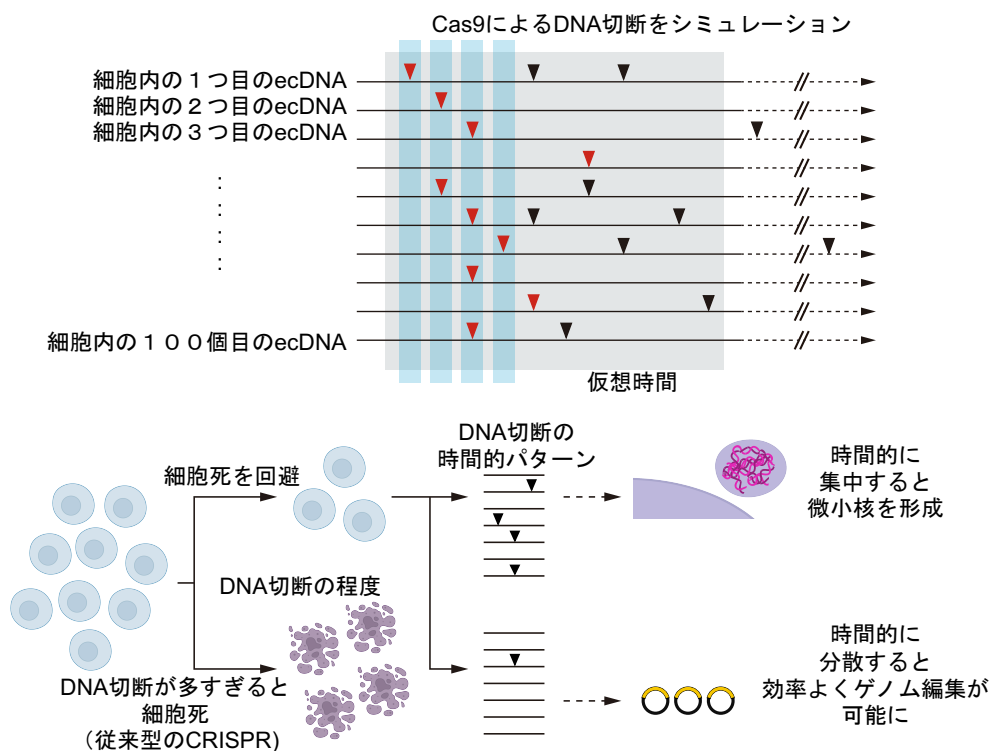 Cas9によるDNA切断をシミュレーション
細胞内の１つ目のecDNA
細胞内の２つ目のecDNA
細胞内の３つ目のecDNA
細胞内の１００個目のecDNA
仮想時間
DNA切断の
時間的パターン
細胞死を回避
時間的に
集中すると
微小核を形成
DNA切断の程度
DNA切断が多すぎると
細胞死
（従来型のCRISPR)
時間的に
分散すると
効率よくゲノム編集が
可能に